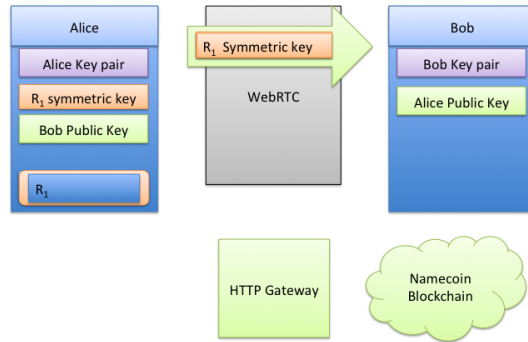 Alice
Alice Key pair
R₁ symmetric key
Bob Public Key
R₁
R₁ Symmetric key
WebRTC
Bob
Bob Key pair
Alice Public Key
HTTP Gateway
Namecoin
Blockchain